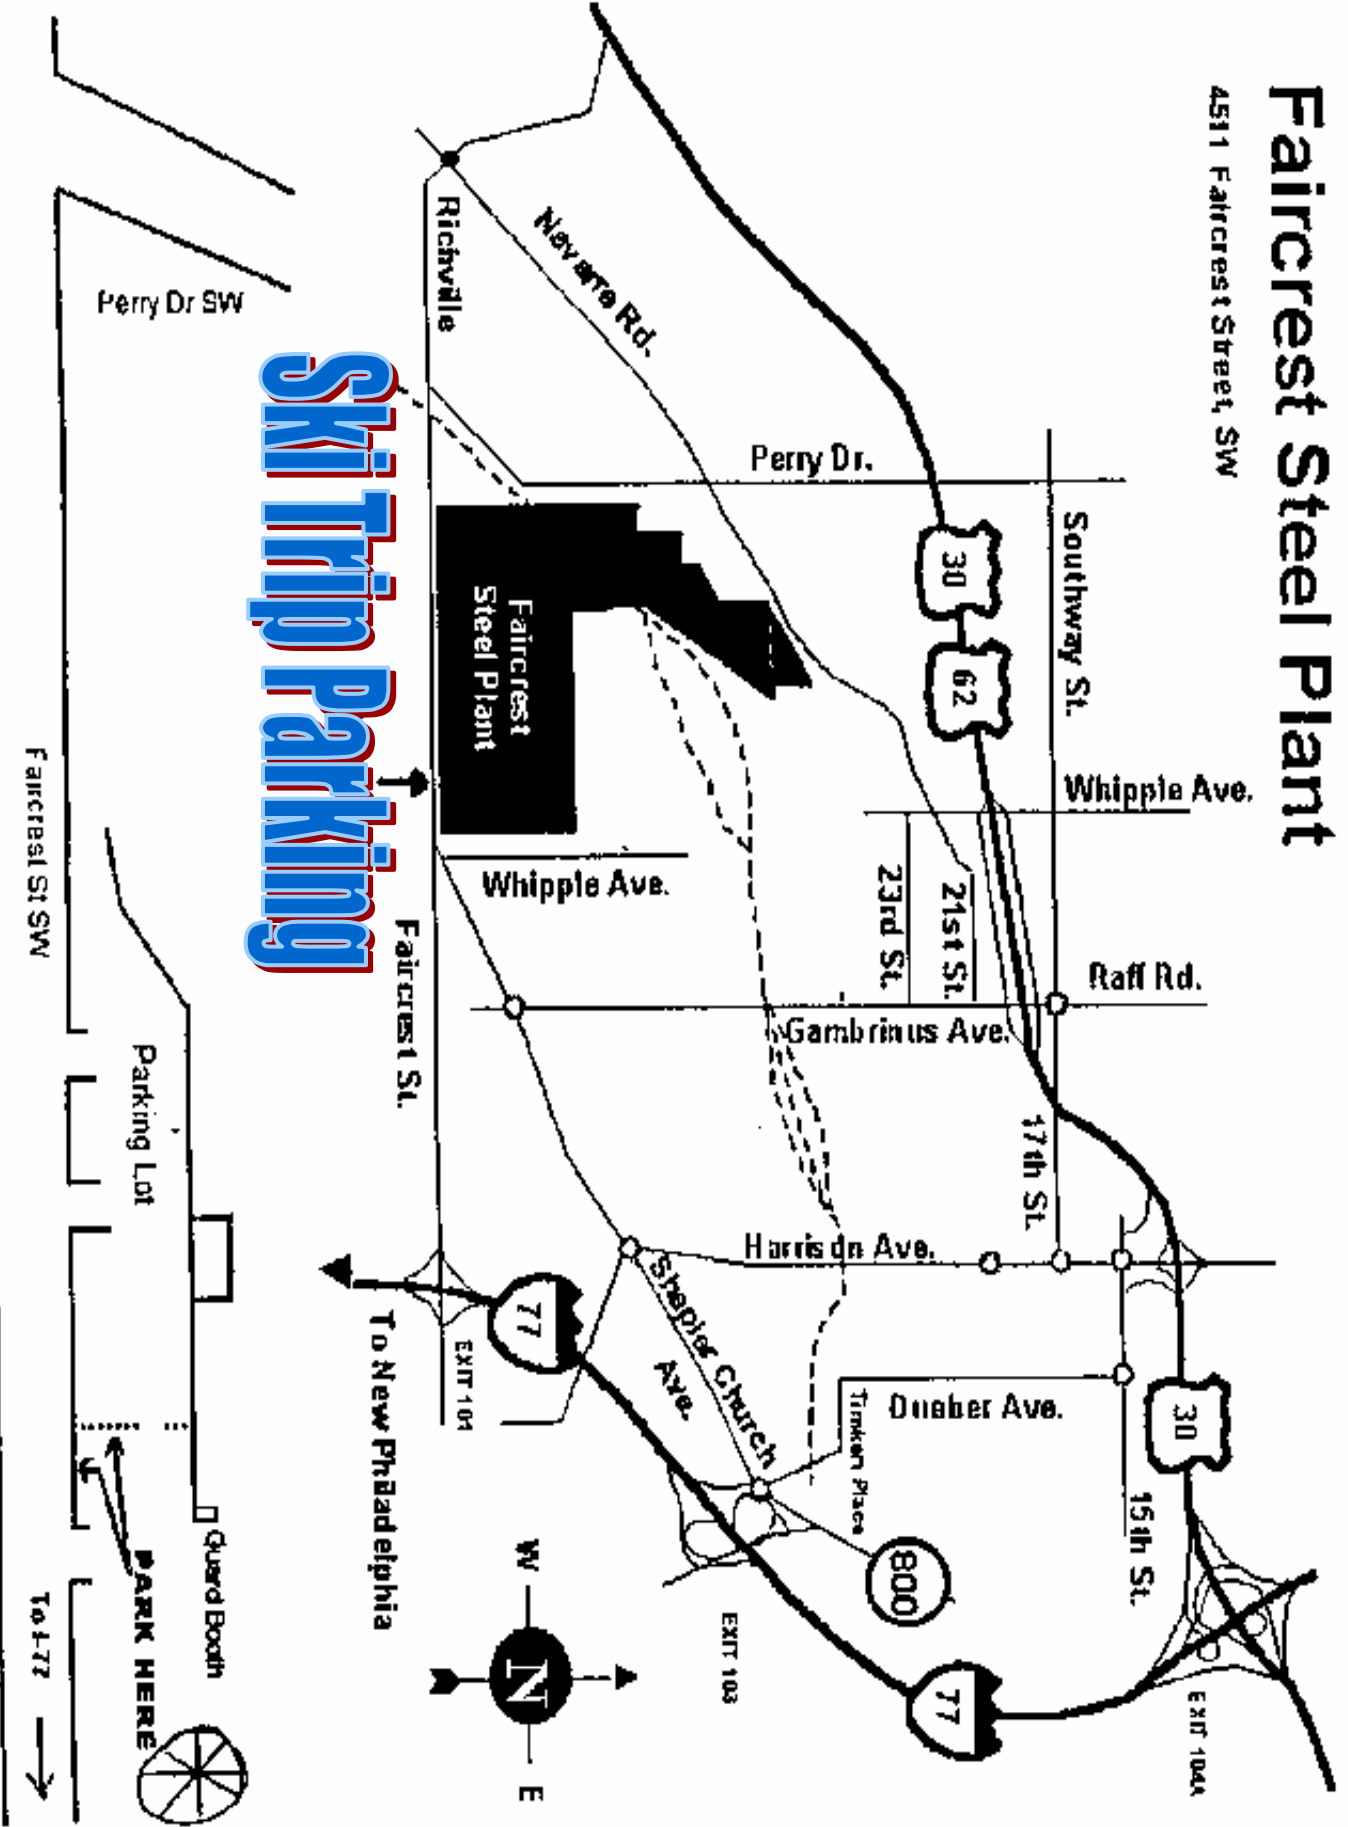 Faircrest Steel Plant
4511 Faircrest Street, SW
Southway St.
Whipple Ave.
Raff Rd.
30
62
17th St.
15th St.
30
EXIT 104A
Perry Dr.
Navarre Rd.
21st St.
23rd St.
Gambrinus Ave.
Harrison Ave.
Dueber Ave.
Timken Place
800
77
Richville
Faircrest
Steel Plant
Whipple Ave.
Shepler Church
Ave.
EXIT 103
77
EXIT 101
Faircrest St.
To New Philadelphia
W
N
E
Ski Trip Parking
Perry Dr SW
Parking Lot
Guard Booth
PARK HERE
Faircrest St SW
To I-77